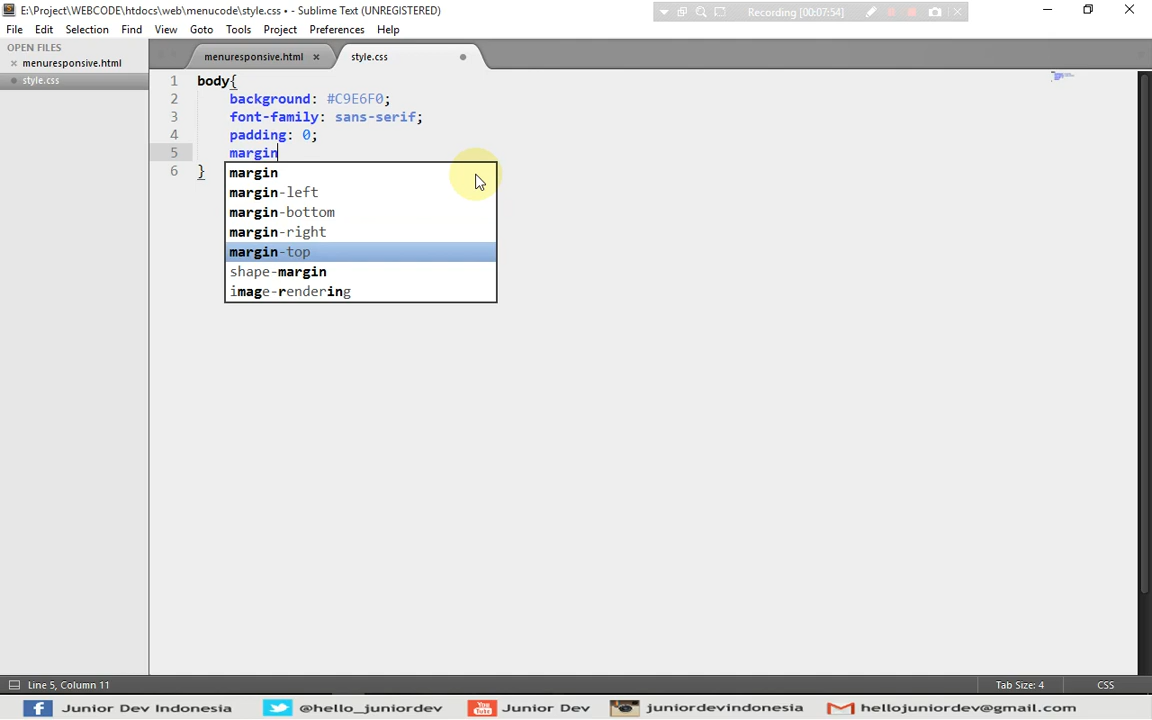 E:\Project\WEBCODE\htdocs\web\menucode\style.css • - Sublime Text (UNREGISTERED)
Recording [00:07:54]
File Edit Selection Find View Goto Tools Project Preferences Help
OPEN FILES
menuresponsive.html
style.css
menuresponsive.html style.css
1 body{
2 background: #C9E6F0;
3 font-family: sans-serif;
4 padding: 0;
5 margin
6 }
margin
margin-left
margin-bottom
margin-right
margin-top
shape-margin
image-rendering
Line 5, Column 11 Tab Size: 4 CSS
Junior Dev Indonesia @hello_juniordev You Tube Junior Dev juniordevindonesia hellojuniordev@gmail.com